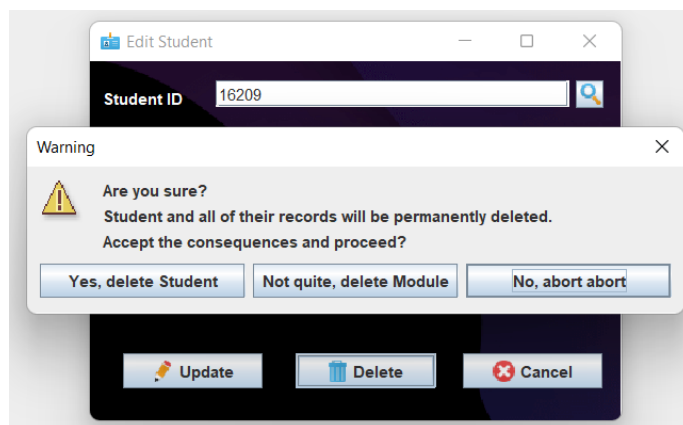 Edit Student
Student ID 16209
Warning
Are you sure?
Student and all of their records will be permanently deleted.
Accept the consequences and proceed?
Yes, delete Student Not quite, delete Module No, abort abort
Update Delete Cancel